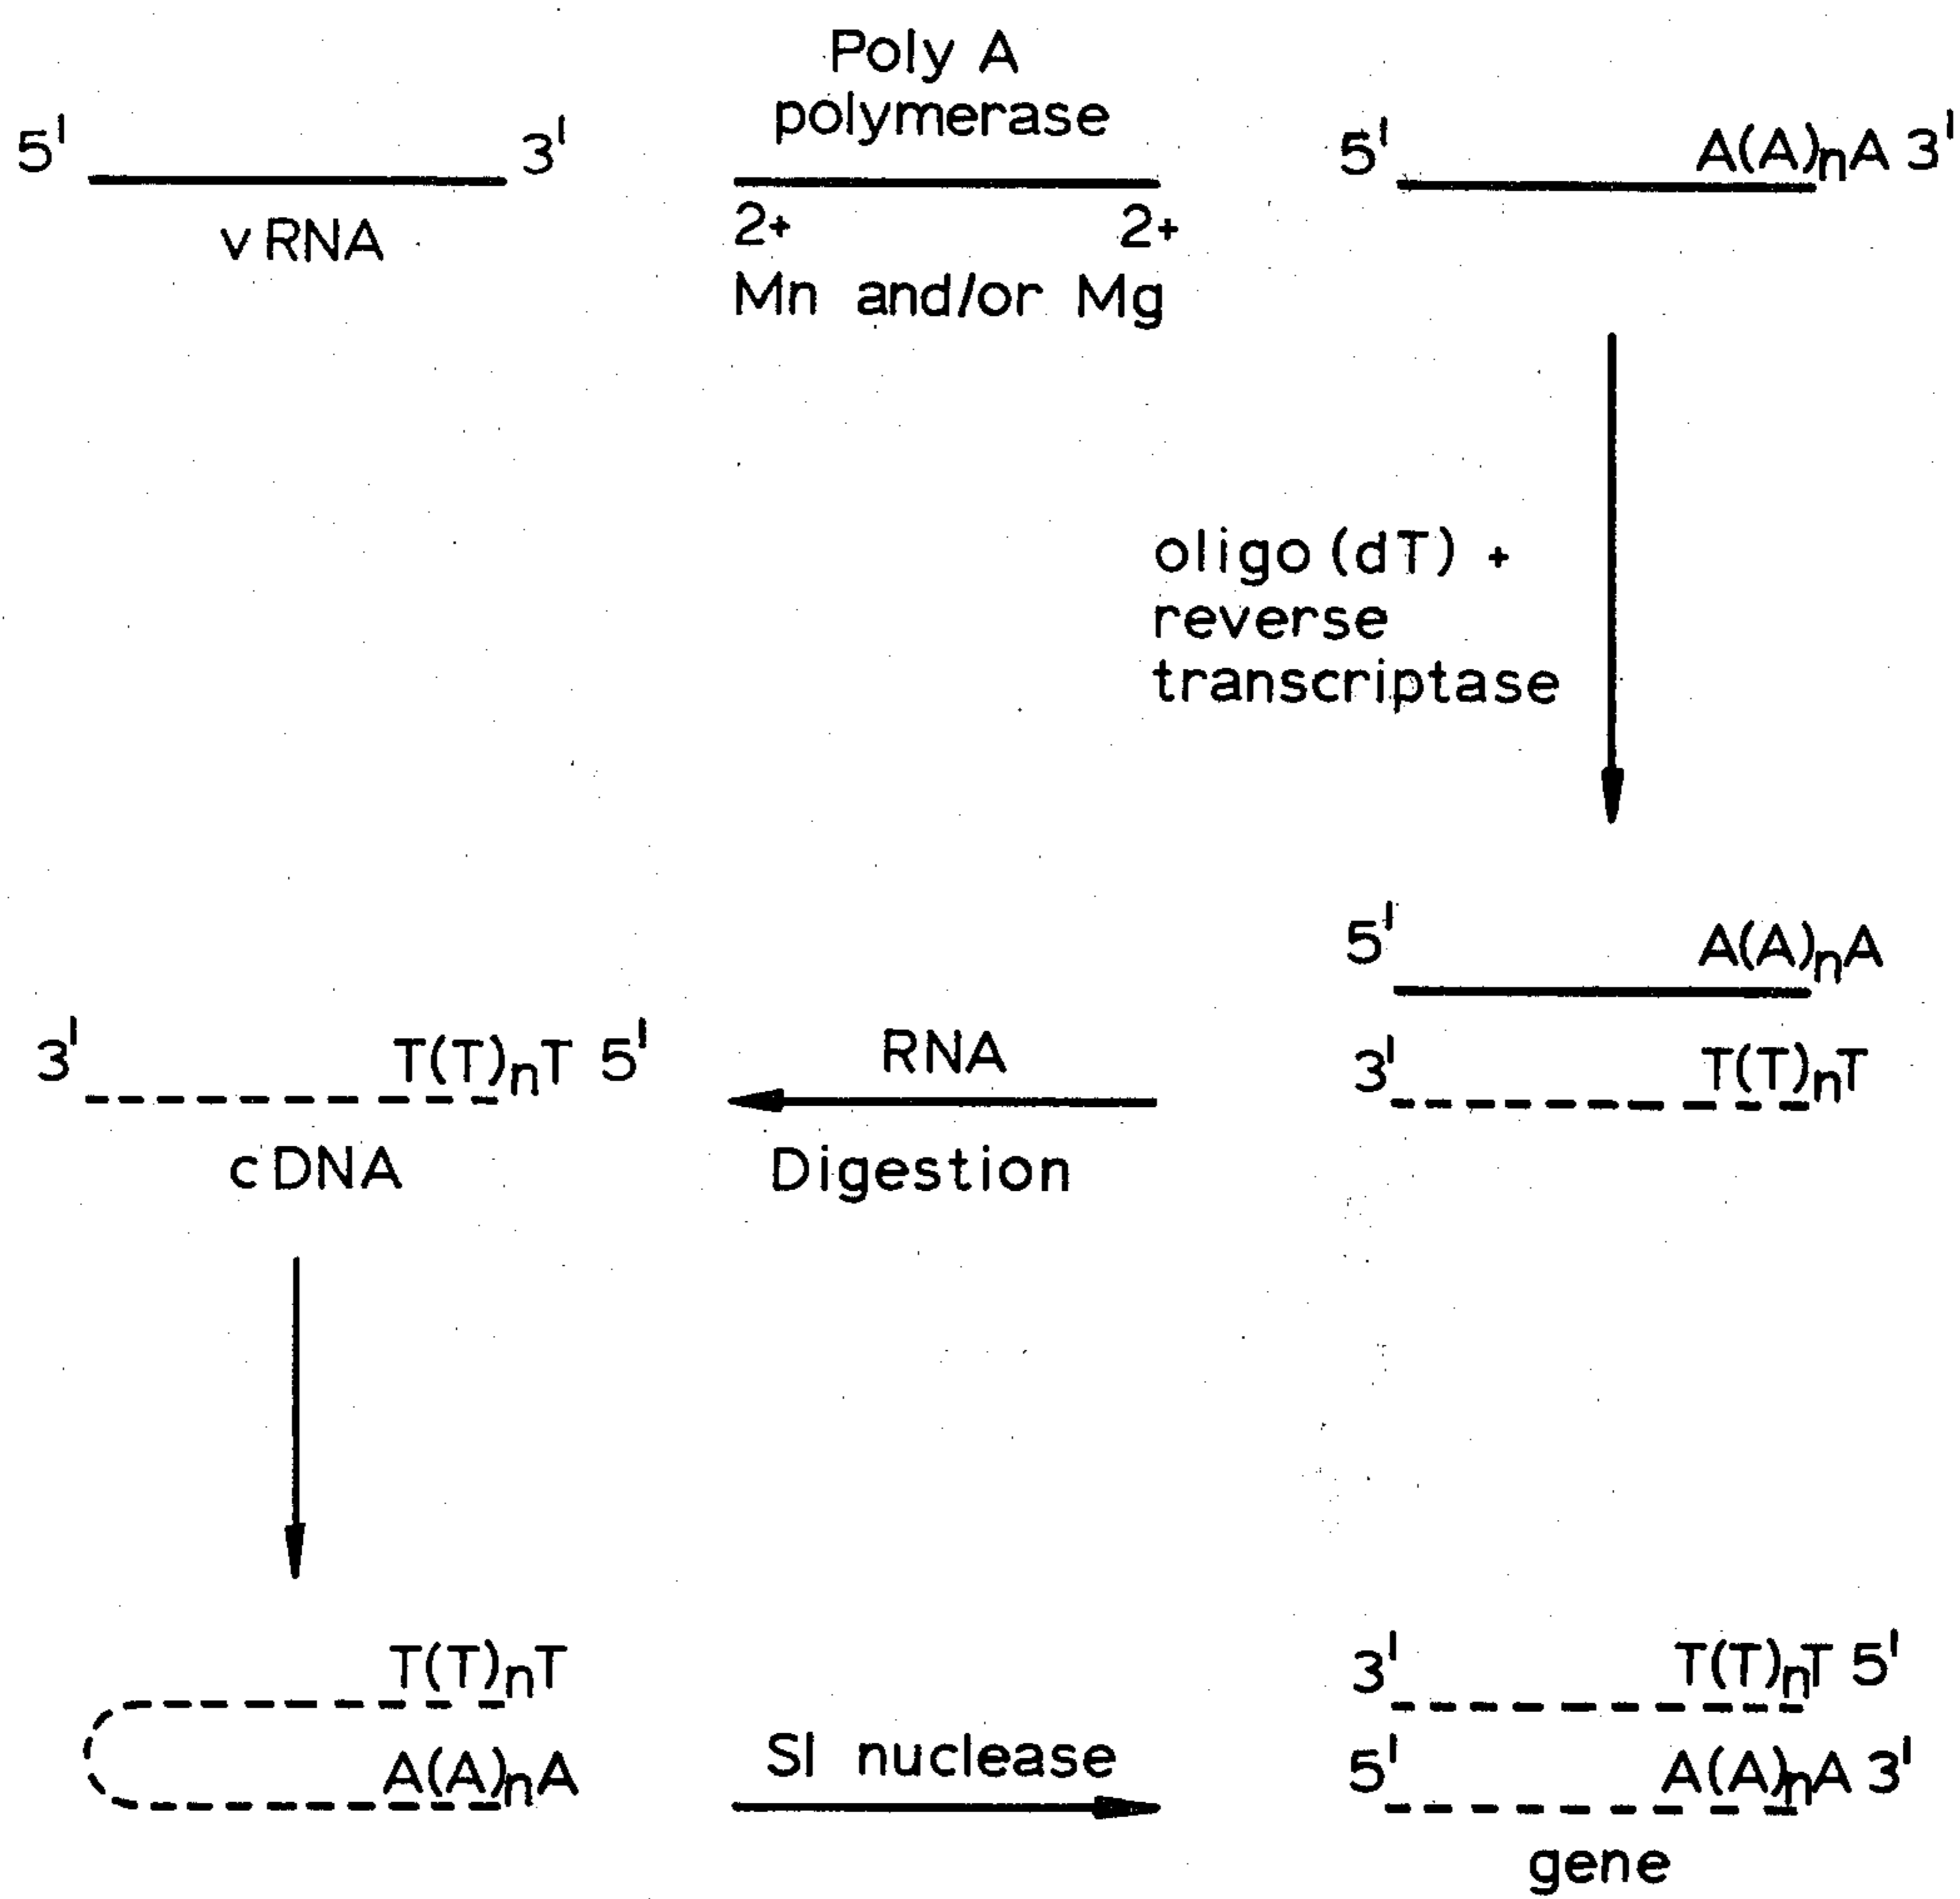 Poly A
polymerase
5' 3'
vRNA
2+ 2+
Mn and/or Mg
5' A(A)nA 3'
oligo (dT) +
reverse
transcriptase
5' A(A)nA
3' T(T)nT
RNA
Digestion
3' T(T)nT 5'
cDNA
T(T)nT
A(A)nA
SI nuclease
3' T(T)nT 5'
5' A(A)nA 3'
gene